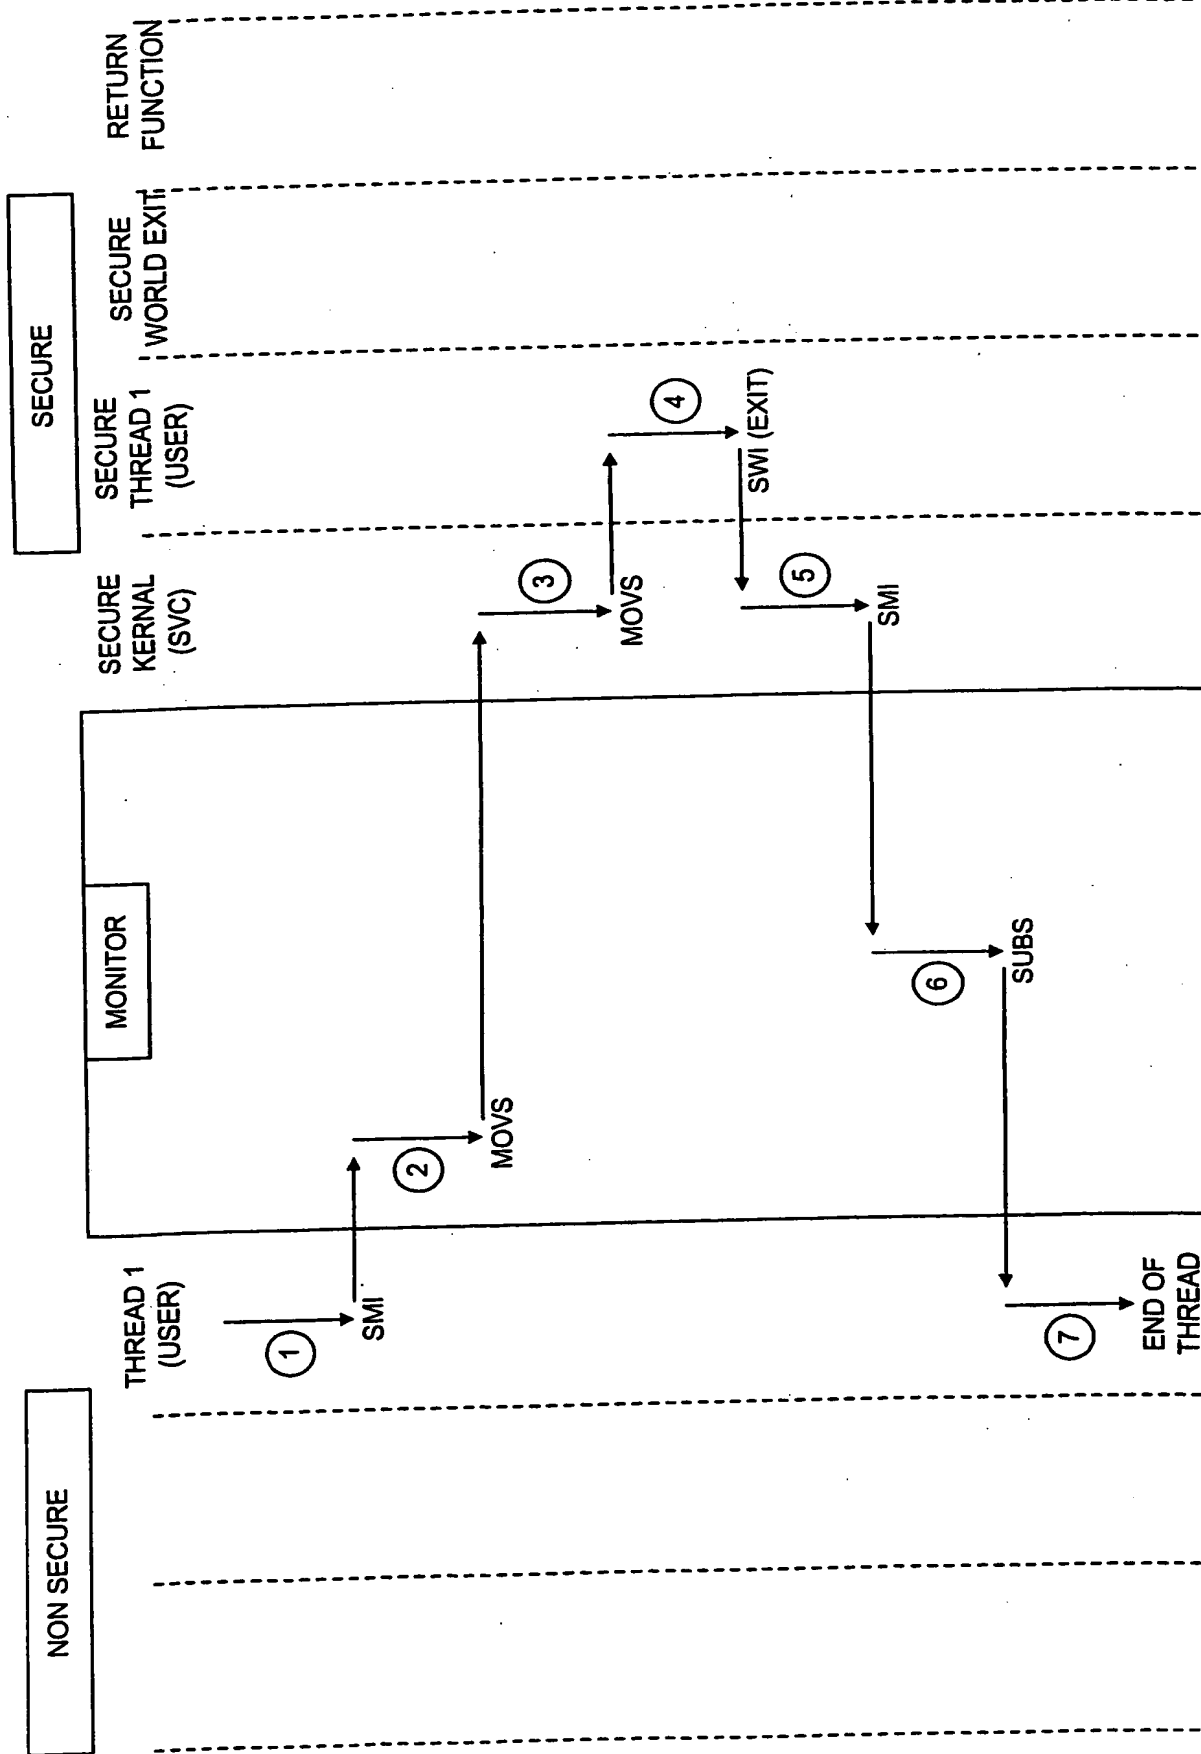 NON SECURE
MONITOR
SECURE
THREAD 1
(USER)
SECURE
KERNAL
(SVC)
SECURE
THREAD 1
(USER)
SECURE
WORLD EXIT
RETURN
FUNCTION
1
SMI
2
MOVS
3
MOVS
4
SWI (EXIT)
5
SMI
6
SUBS
7
END OF
THREAD